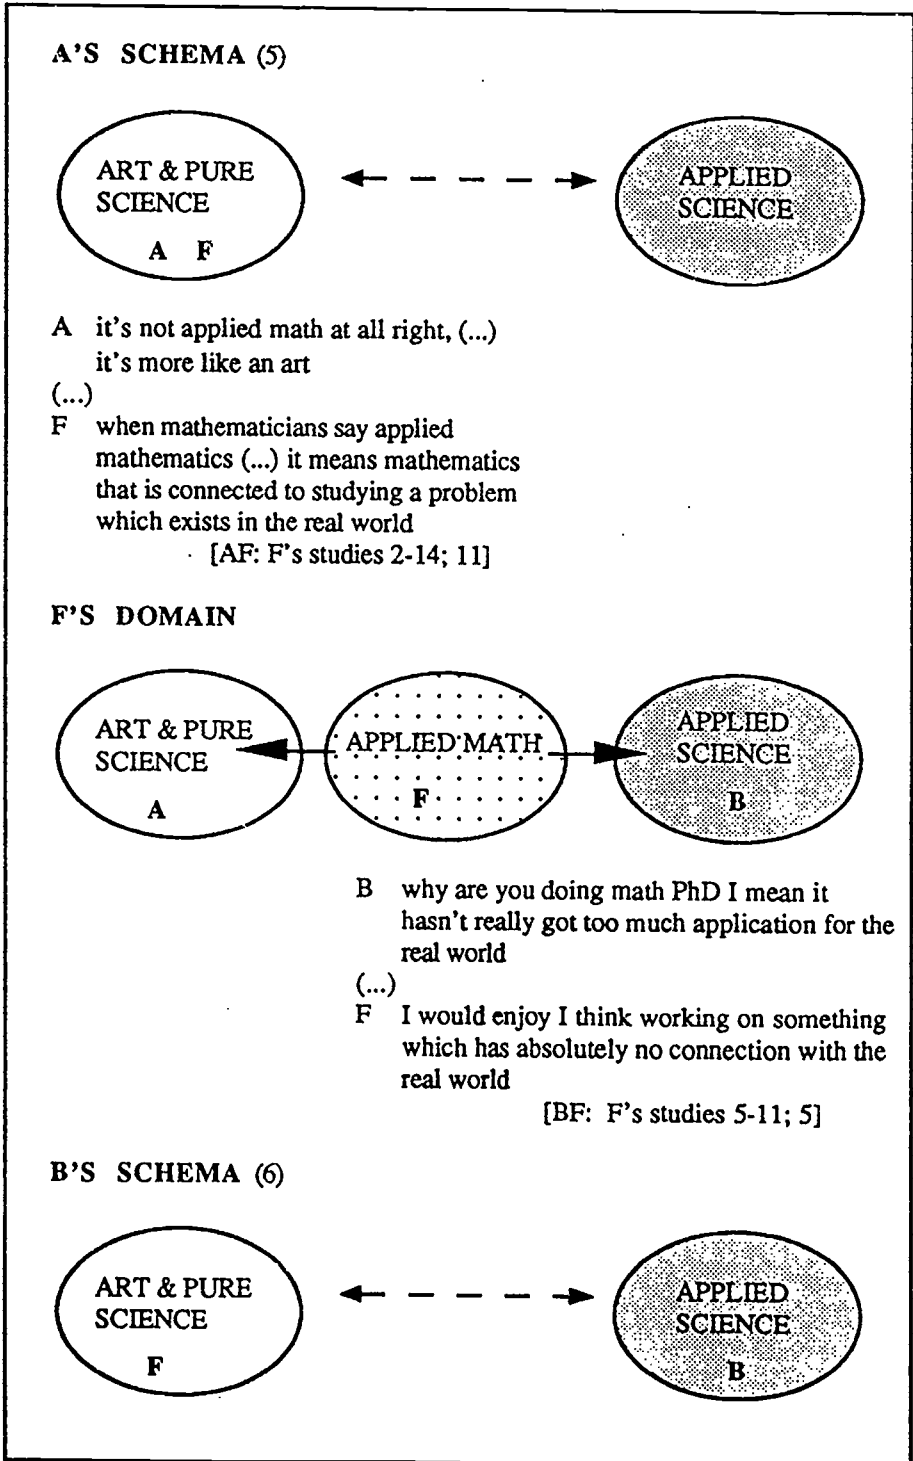 A'S SCHEMA (5)
ART & PURE
SCIENCE
A F
APPLIED
SCIENCE
A it's not applied math at all right, (...)
it's more like an art
(...)
F when mathematicians say applied
mathematics (...) it means mathematics
that is connected to studying a problem
which exists in the real world
[AF: F's studies 2-14; 11]
F'S DOMAIN
ART & PURE
SCIENCE
A
APPLIED MATH
F
APPLIED
SCIENCE
B
B why are you doing math PhD I mean it
hasn't really got too much application for the
real world
(...)
F I would enjoy I think working on something
which has absolutely no connection with the
real world
[BF: F's studies 5-11; 5]
B'S SCHEMA (6)
ART & PURE
SCIENCE
F
APPLIED
SCIENCE
B